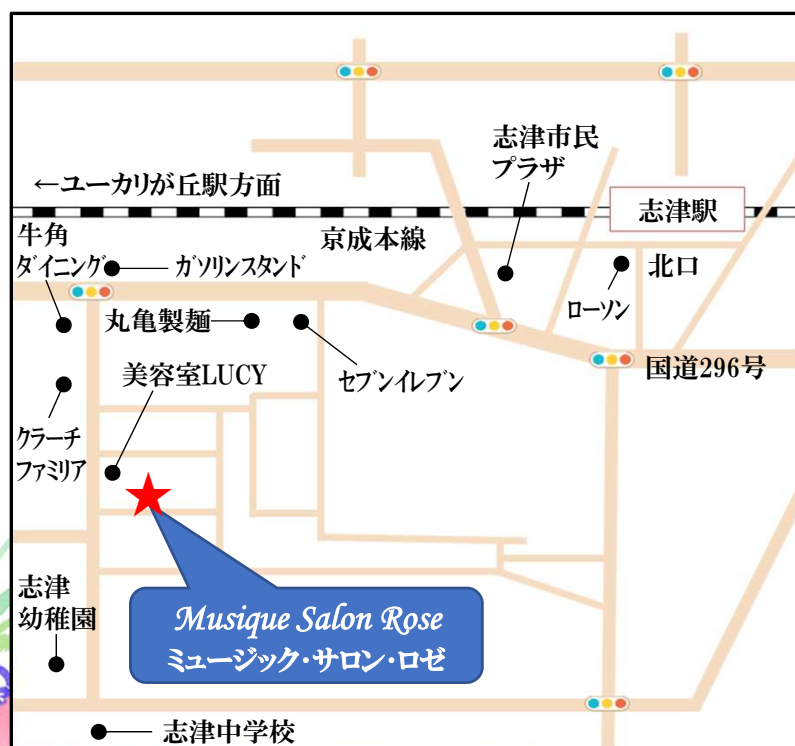 志津市民
プラザ
←ユーカリが丘駅方面
志津駅
京成本線
牛角
ダイニング
ガソリンスタンド
北口
ローソン
丸亀製麺
セブンイレブン
国道296号
美容室LUCY
クラーチ
ファミリア
志津
幼稚園
Musique Salon Rose
ミュージック・サロン・ロゼ
志津中学校